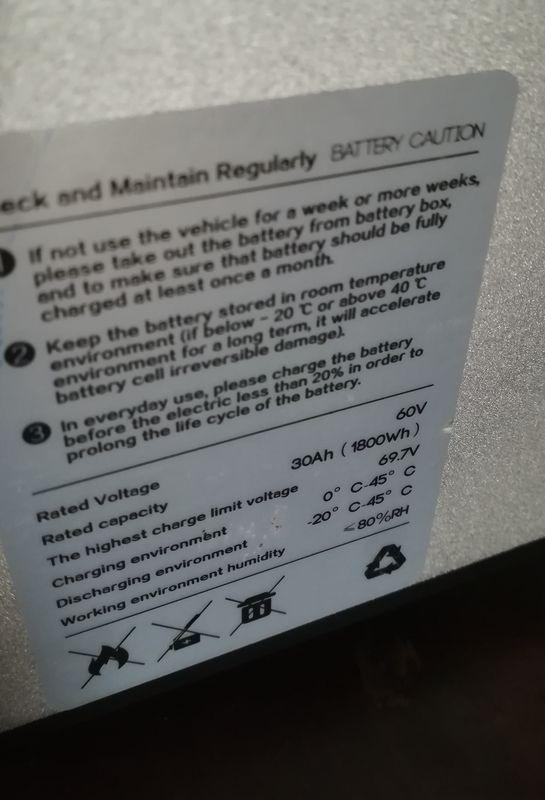 eck and Maintain Regularly BATTERY CAUTION
1 If not use the vehicle for a week or more weeks,
please take out the battery from battery box,
and to make sure that battery should be fully
charged at least once a month.
2 Keep the battery stored in room temperature
environment (if below - 20 ℃ or above 40 ℃
environment for a long term, it will accelerate
battery cell irreversible damage).
3 In everyday use, please charge the battery
before the electric less than 20% in order to
prolong the life cycle of the battery.
Rated Voltage 60V
Rated capacity 30Ah (1800Wh)
The highest charge limit voltage 69.7V
Charging environment 0° C-45° C
Discharging environment -20° C-45° C
Working environment humidity ≤80%RH